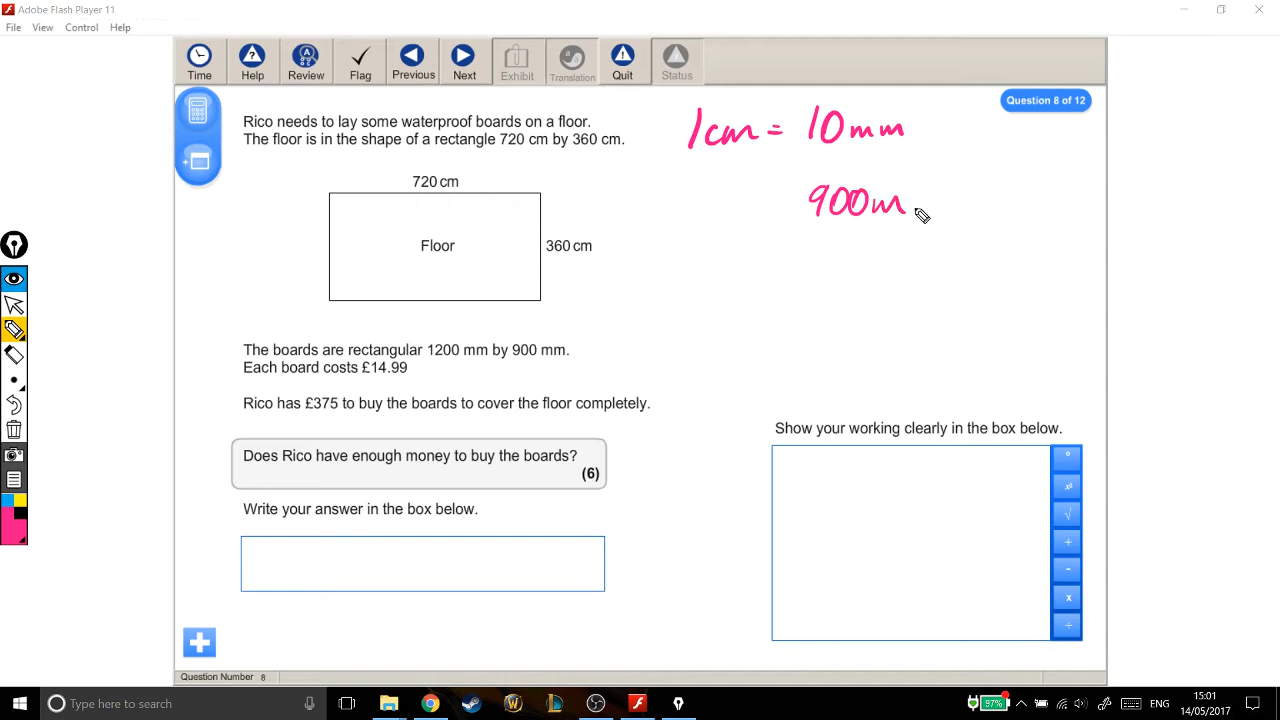 Adobe Flash Player 11
File View Control Help
Time Help Review Flag Previous Next Exhibit Translation Quit Status
Question 8 of 12
Rico needs to lay some waterproof boards on a floor.
The floor is in the shape of a rectangle 720 cm by 360 cm.
1cm = 10mm
900m
720 cm
Floor
360 cm
The boards are rectangular 1200 mm by 900 mm.
Each board costs £14.99
Rico has £375 to buy the boards to cover the floor completely.
Does Rico have enough money to buy the boards?
(6)
Write your answer in the box below.
Show your working clearly in the box below.
Question Number 8
Type here to search
97%
ENG
15:01
14/05/2017